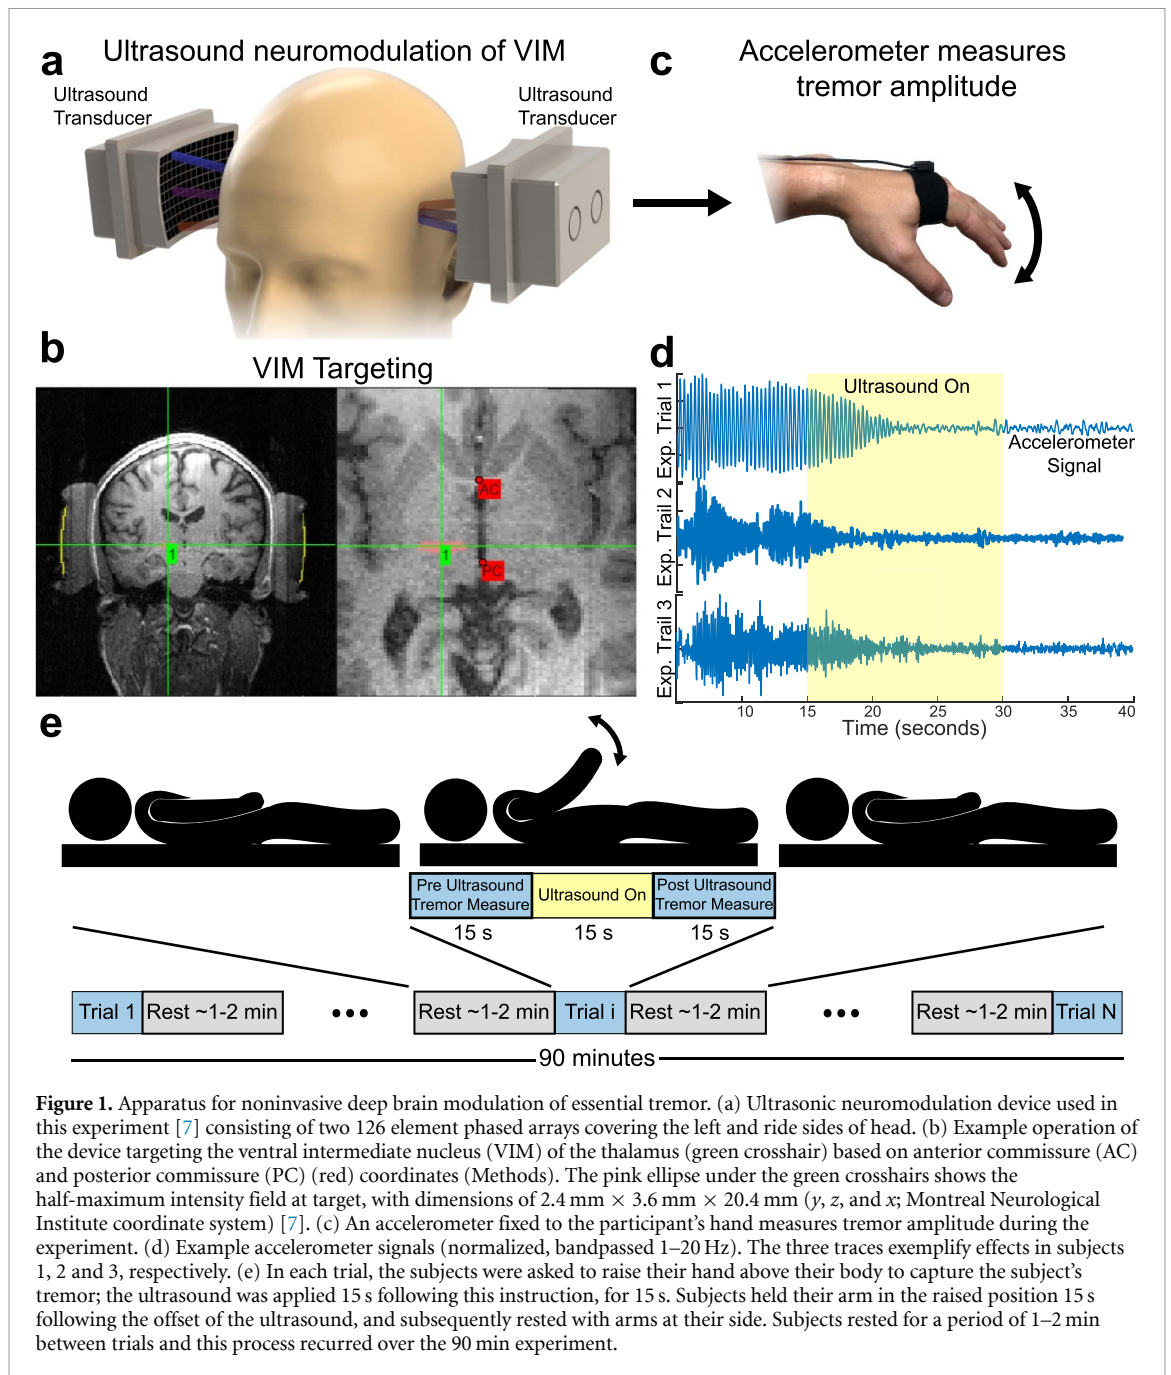 a
Ultrasound neuromodulation of VIM
Ultrasound
Transducer
Ultrasound
Transducer
c
Accelerometer measures
tremor amplitude
b
VIM Targeting
1
AC
1
PC
d
Exp. Trial 1
Exp. Trail 2
Exp. Trail 3
Ultrasound On
Accelerometer
Signal
10 15 20 25 30 35 40
Time (seconds)
e
Pre Ultrasound
Tremor Measure
Ultrasound On
Post Ultrasound
Tremor Measure
15 s 15 s 15 s
Trial 1 Rest ~1-2 min ••• Rest ~1-2 min Trial i Rest ~1-2 min ••• Rest ~1-2 min Trial N
90 minutes
Figure 1. Apparatus for noninvasive deep brain modulation of essential tremor. (a) Ultrasonic neuromodulation device used in
this experiment [7] consisting of two 126 element phased arrays covering the left and ride sides of head. (b) Example operation of
the device targeting the ventral intermediate nucleus (VIM) of the thalamus (green crosshair) based on anterior commissure (AC)
and posterior commissure (PC) (red) coordinates (Methods). The pink ellipse under the green crosshairs shows the
half-maximum intensity field at target, with dimensions of 2.4 mm × 3.6 mm × 20.4 mm (y, z, and x; Montreal Neurological
Institute coordinate system) [7]. (c) An accelerometer fixed to the participant's hand measures tremor amplitude during the
experiment. (d) Example accelerometer signals (normalized, bandpassed 1–20 Hz). The three traces exemplify effects in subjects
1, 2 and 3, respectively. (e) In each trial, the subjects were asked to raise their hand above their body to capture the subject's
tremor; the ultrasound was applied 15 s following this instruction, for 15 s. Subjects held their arm in the raised position 15 s
following the offset of the ultrasound, and subsequently rested with arms at their side. Subjects rested for a period of 1–2 min
between trials and this process recurred over the 90 min experiment.